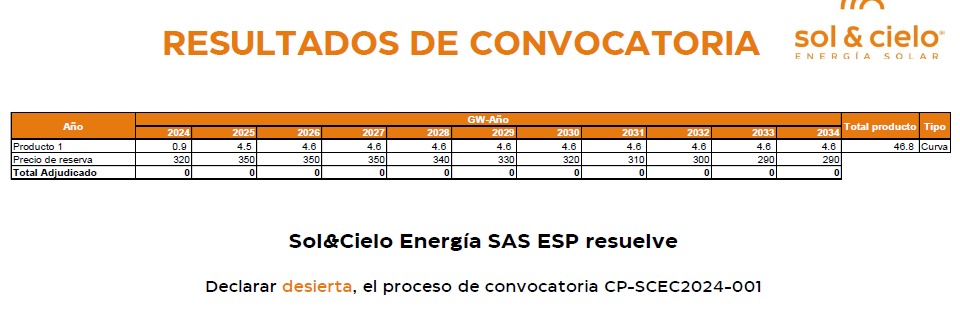 RESULTADOS DE CONVOCATORIA
sol & cielo®
ENERGÍA SOLAR
Año GW-Año Total producto Tipo
2024 2025 2026 2027 2028 2029 2030 2031 2032 2033 2034
Producto 1 0.9 4.5 4.6 4.6 4.6 4.6 4.6 4.6 4.6 4.6 4.6 46.8 Curva
Precio de reserva 320 350 350 350 340 330 320 310 300 290 290
Total Adjudicado 0 0 0 0 0 0 0 0 0 0 0
Sol&Cielo Energía SAS ESP resuelve
Declarar desierta, el proceso de convocatoria CP-SCEC2024-001